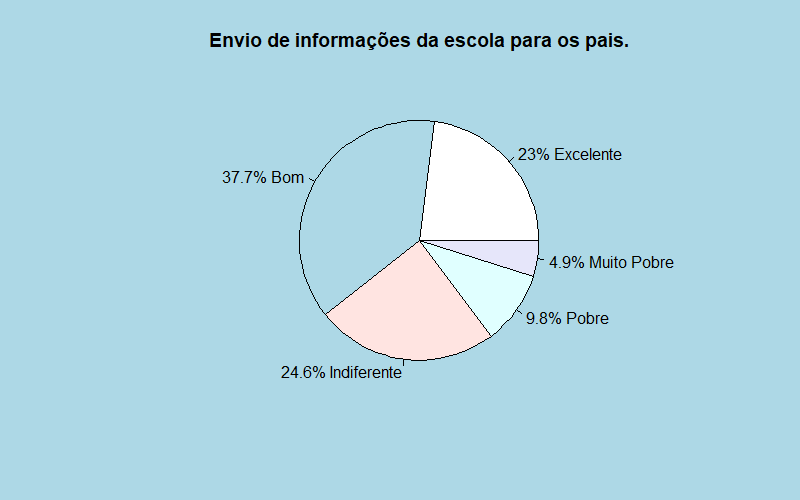 Envio de informações da escola para os pais.
23% Excelente
37.7% Bom
4.9% Muito Pobre
9.8% Pobre
24.6% Indiferente